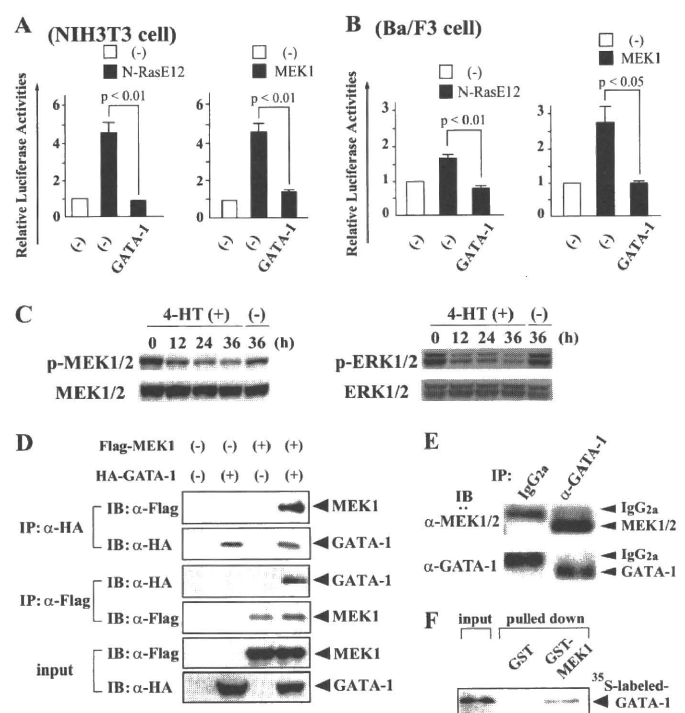 A (NIH3T3 cell)
(-)
N-RasE12
p < 0.01
Relative Luciferase Activities
6
4
2
0
(-)
(-)
GATA-1
(-)
MEK1
p < 0.01
6
4
2
0
(-)
(-)
GATA-1
B (Ba/F3 cell)
(-)
N-RasE12
p < 0.01
Relative Luciferase Activities
3
2
1
0
(-)
(-)
GATA-1
(-)
MEK1
p < 0.05
3
2
1
0
(-)
(-)
GATA-1
C
4-HT (+) (-)
0 12 24 36 36 (h)
p-MEK1/2
MEK1/2
4-HT (+) (-)
0 12 24 36 36 (h)
p-ERK1/2
ERK1/2
D
Flag-MEK1 (-) (-) (+) (+)
HA-GATA-1 (-) (+) (-) (+)
IP: α-HA
IB: α-Flag MEK1
IB: α-HA GATA-1
IP: α-Flag
IB: α-HA GATA-1
IB: α-Flag MEK1
input
IB: α-Flag MEK1
IB: α-HA GATA-1
E
IP: IgG2a α-GATA-1
IB
..
α-MEK1/2
IgG2a
MEK1/2
α-GATA-1
IgG2a
GATA-1
F
input pulled down
GST GST-MEK1
35S-labeled-
GATA-1